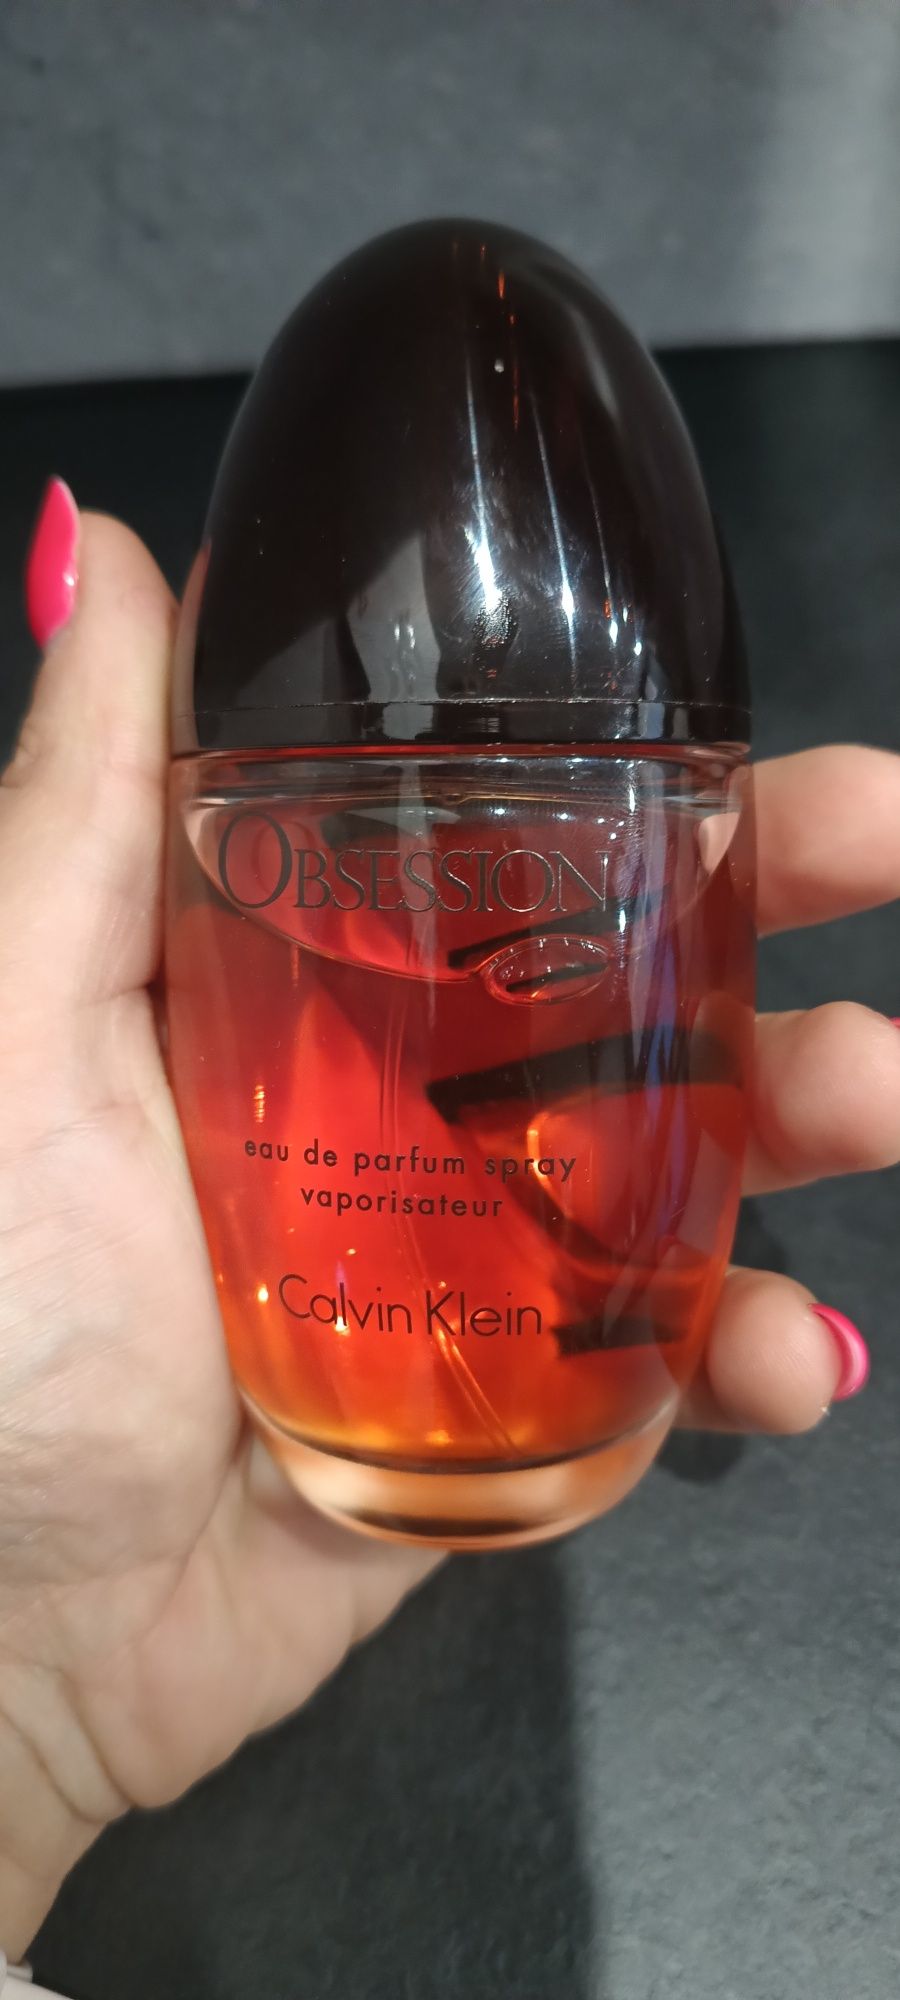 OBSESSION
eau de parfum spray
vaporisateur
Calvin Klein